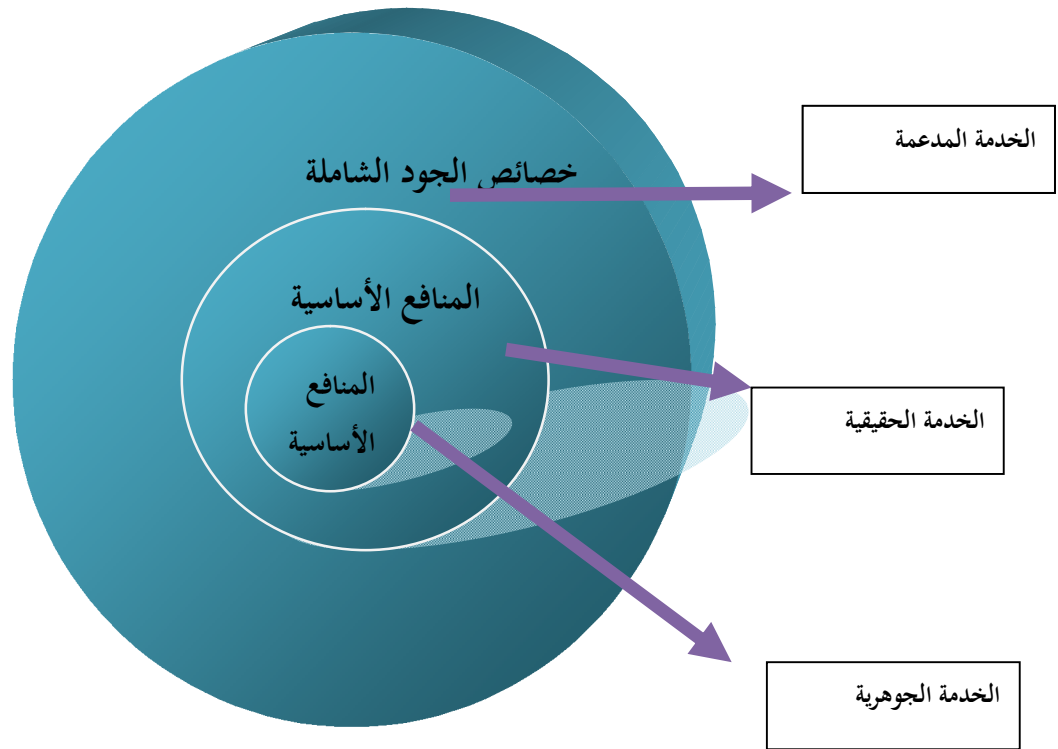 الخدمة المدعمة
خصائص الجود الشاملة
المنافع الأساسية
المنافع
الأساسية
الخدمة الحقيقية
الخدمة الجوهرية